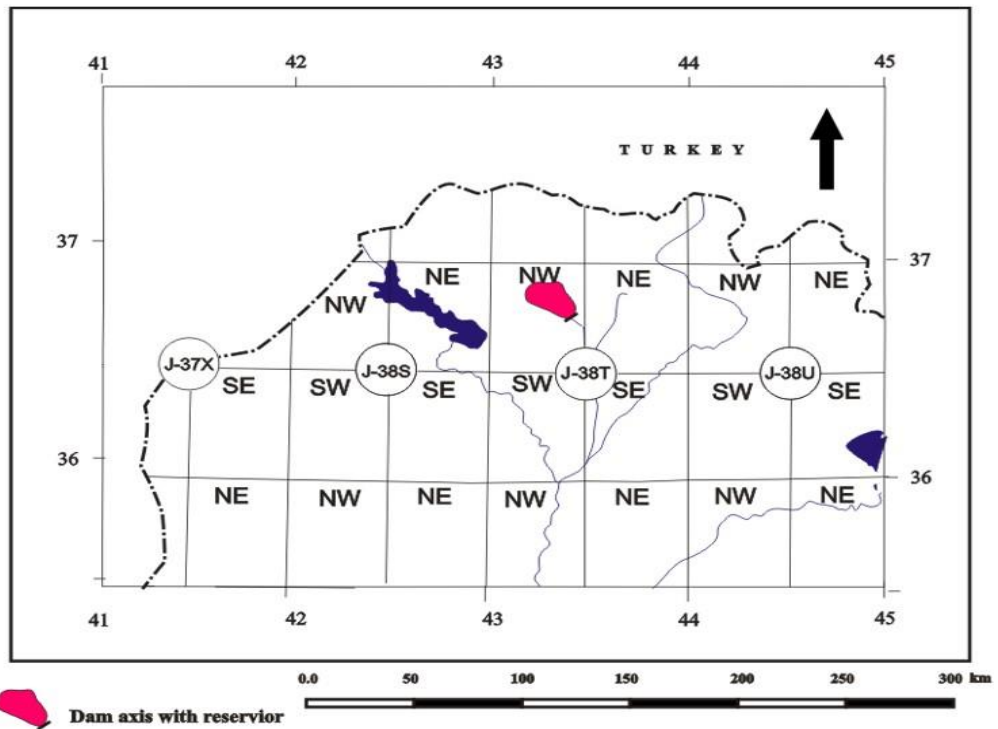 41 42 43 44 45
T U R K E Y
37 37
NE NW NE NW NE
NW
J-37X J-38S J-38T J-38U
SE SW SE SW SE SW SE
36 36
NE NW NE NW NE NW NE
41 42 43 44 45
0.0 50 100 150 200 250 300 km
Dam axis with reservior